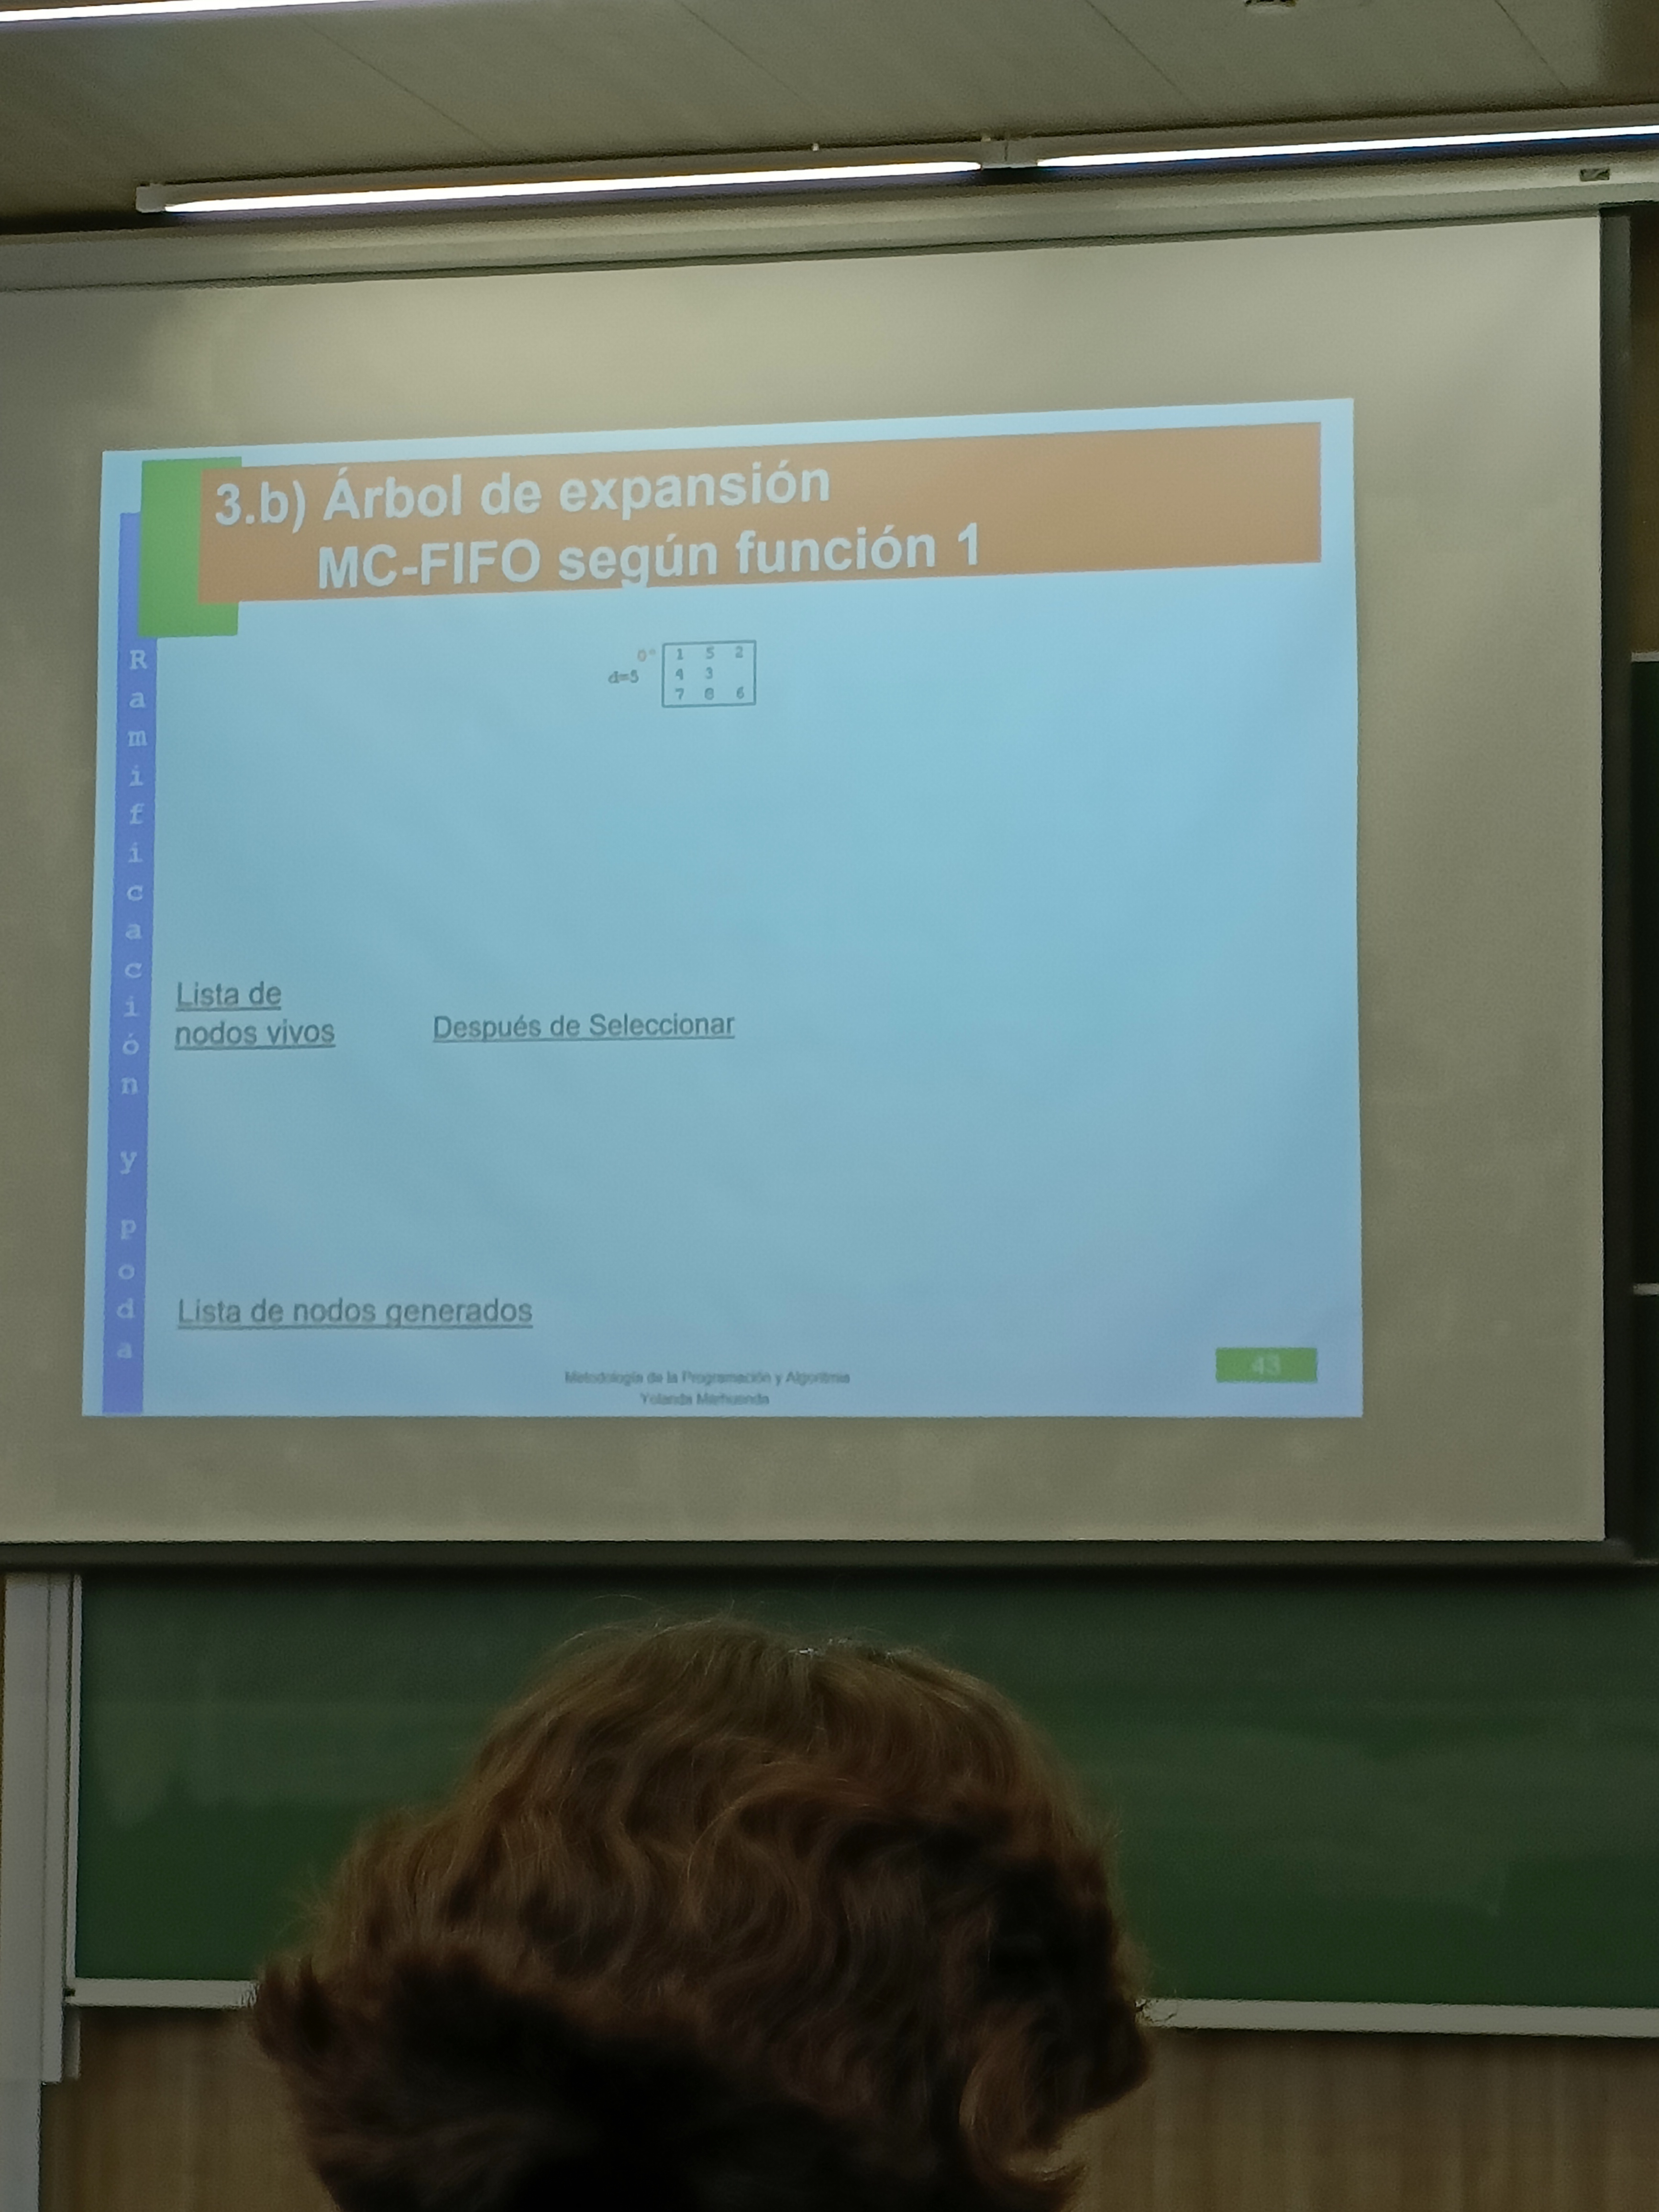 3.b) Árbol de expansión
MC-FIFO según función 1
0º
d=5
1 5 2
4 3
7 8 6
Ramificación y poda
Lista de
nodos vivos
Después de Seleccionar
Lista de nodos generados
Metodología de la Programación y Algoritmia
Yolanda Marhuenda
43